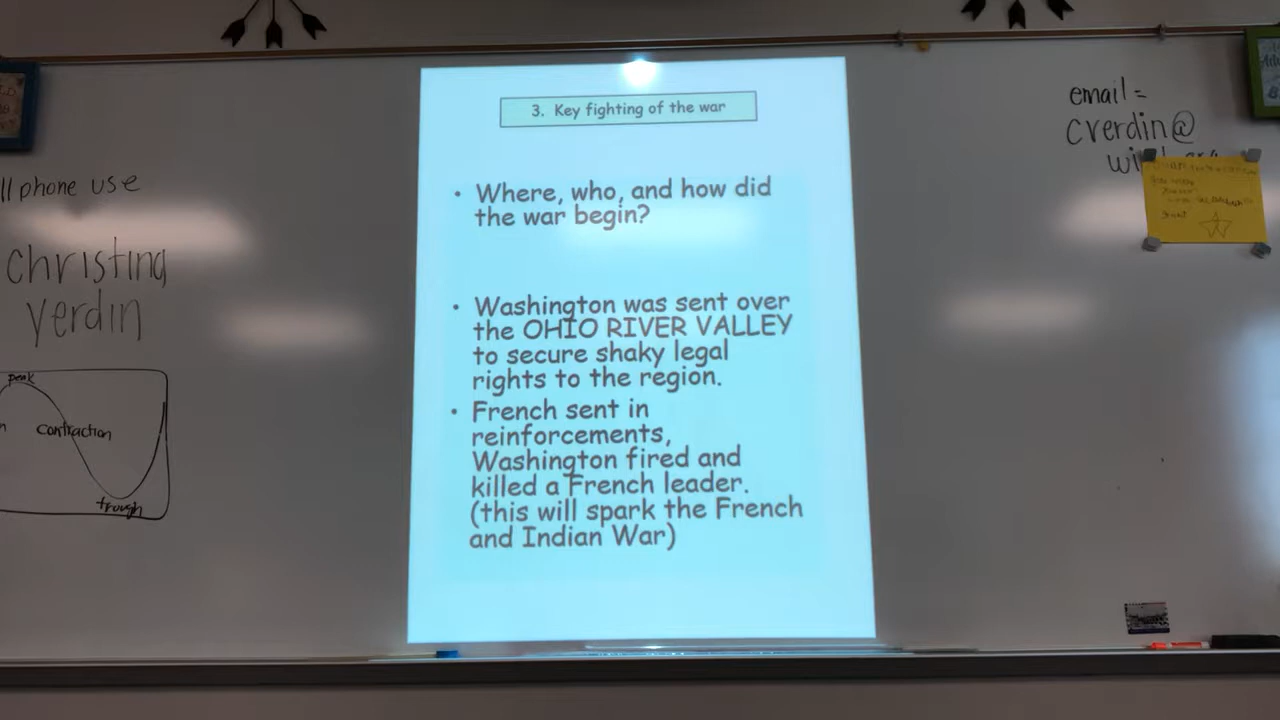 3. Key fighting of the war
• Where, who, and how did
the war begin?
• Washington was sent over
the OHIO RIVER VALLEY
to secure shaky legal
rights to the region.
• French sent in
reinforcements,
Washington fired and
killed a French leader.
(this will spark the French
and Indian War)
phone use
christina
verdin
peak
contraction
trough
email=
cverdin@